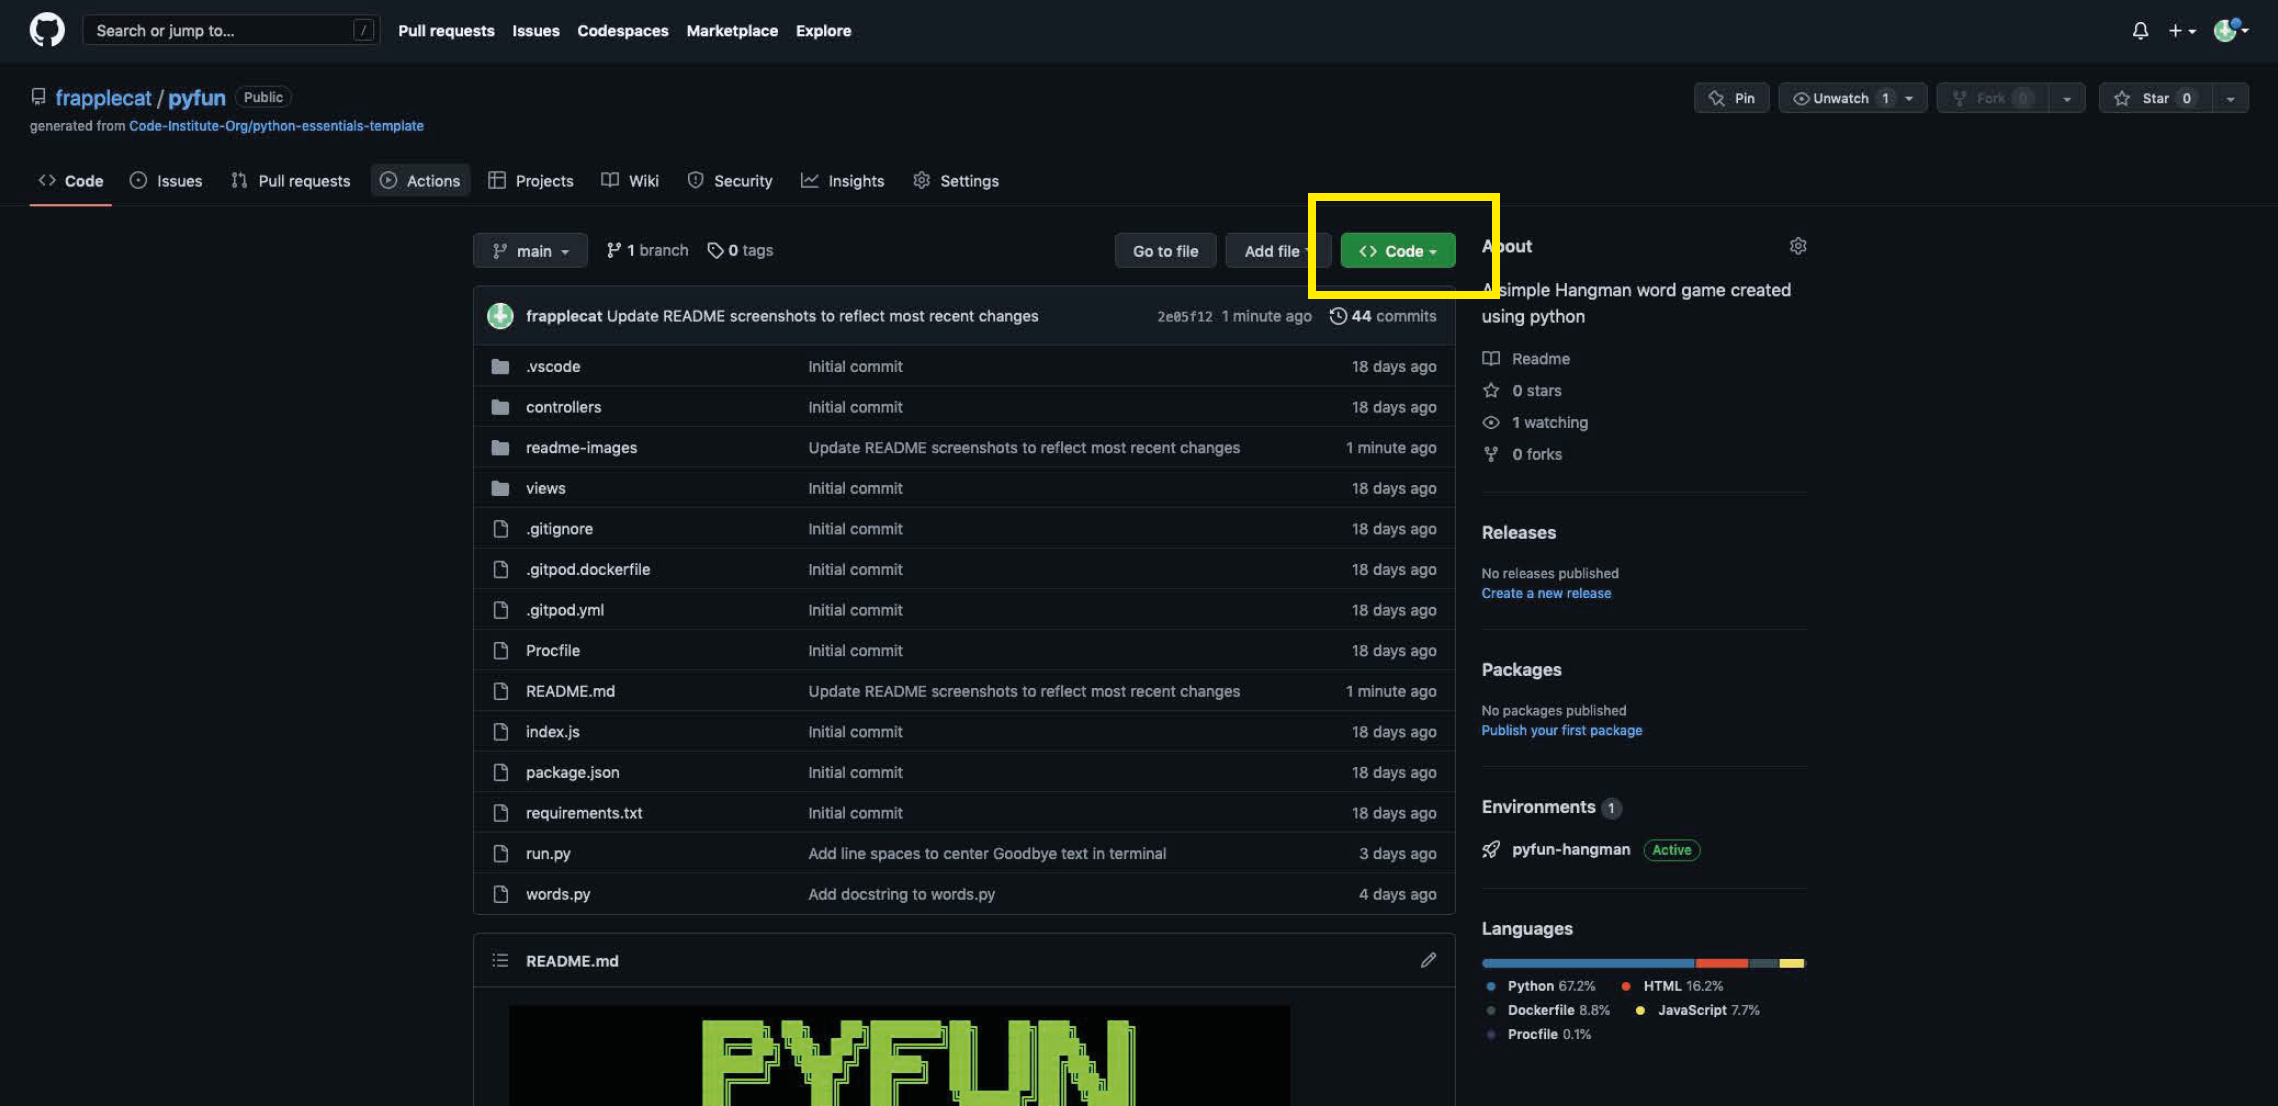 Search or jump to... / Pull requests Issues Codespaces Marketplace Explore
frapplecat / pyfun Public Pin Unwatch 1 Fork 0 Star 0
generated from Code-Institute-Org/python-essentials-template
Code Issues Pull requests Actions Projects Wiki Security Insights Settings
main 1 branch 0 tags Go to file Add file Code
frapplecat Update README screenshots to reflect most recent changes 2e05f12 1 minute ago 44 commits
.vscode Initial commit 18 days ago
controllers Initial commit 18 days ago
readme-images Update README screenshots to reflect most recent changes 1 minute ago
views Initial commit 18 days ago
.gitignore Initial commit 18 days ago
.gitpod.dockerfile Initial commit 18 days ago
.gitpod.yml Initial commit 18 days ago
Procfile Initial commit 18 days ago
README.md Update README screenshots to reflect most recent changes 1 minute ago
index.js Initial commit 18 days ago
package.json Initial commit 18 days ago
requirements.txt Initial commit 18 days ago
run.py Add line spaces to center Goodbye text in terminal 3 days ago
words.py Add docstring to words.py 4 days ago
README.md
PYFUN
About
A simple Hangman word game created
using python
Readme
0 stars
1 watching
0 forks
Releases
No releases published
Create a new release
Packages
No packages published
Publish your first package
Environments 1
pyfun-hangman Active
Languages
Python 67.2% HTML 16.2%
Dockerfile 8.8% JavaScript 7.7%
Procfile 0.1%